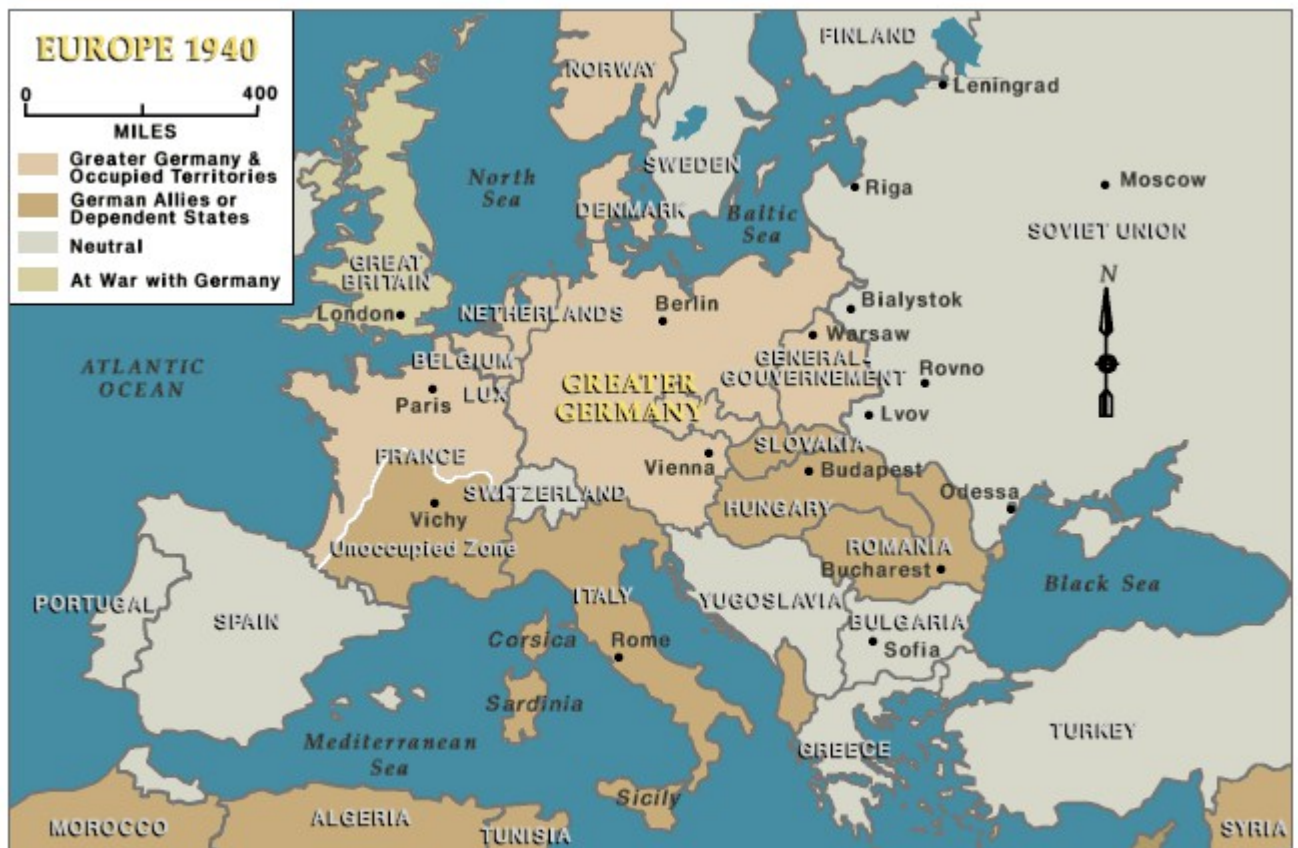 EUROPE 1940
0 400
MILES
Greater Germany &
Occupied Territories
German Allies or
Dependent States
Neutral
At War with Germany
FINLAND
NORWAY
Leningrad
SWEDEN
North
Sea
Riga
Moscow
DENMARK
Baltic
Sea
SOVIET UNION
GREAT
BRITAIN
N
London
NETHERLANDS
Berlin
Bialystok
Warsaw
ATLANTIC
OCEAN
BELGIUM
GENERAL-
GOUVERNEMENT
Rovno
LUX
Paris
GREATER
GERMANY
Lvov
FRANCE
SLOVAKIA
Vienna
Budapest
SWITZERLAND
Odessa
Vichy
HUNGARY
Unoccupied Zone
ROMANIA
Bucharest
Black Sea
PORTUGAL
SPAIN
ITALY
YUGOSLAVIA
BULGARIA
Sofia
Corsica
Rome
Sardinia
Mediterranean
Sea
TURKEY
GREECE
Sicily
MOROCCO
ALGERIA
TUNISIA
SYRIA